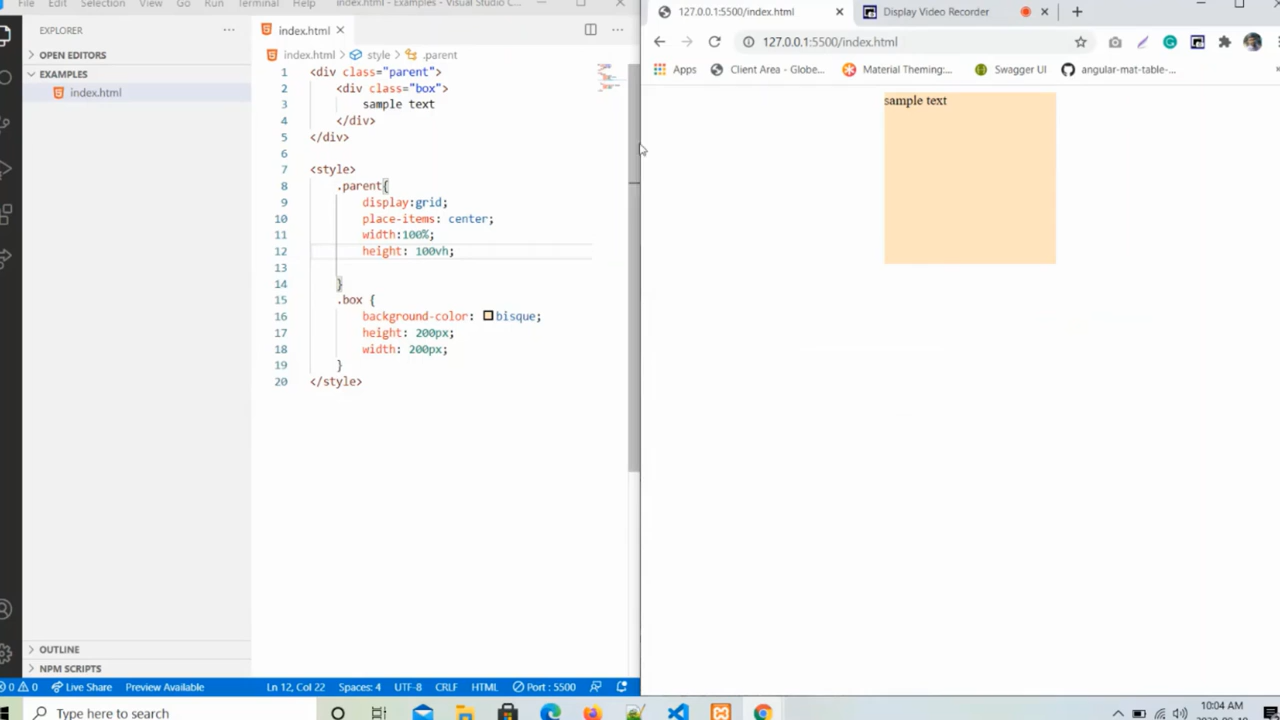 File Edit Selection View Go Run Terminal Help index.html - Examples - Visual Studio C...
EXPLORER
OPEN EDITORS
EXAMPLES
index.html
OUTLINE
NPM SCRIPTS
index.html
index.html style .parent
1 <div class="parent">
2 <div class="box">
3 sample text
4 </div>
5 </div>
6
7 <style>
8 .parent{
9 display:grid;
10 place-items: center;
11 width:100%;
12 height: 100vh;
13
14 }
15 .box {
16 background-color: bisque;
17 height: 200px;
18 width: 200px;
19 }
20 </style>
0 0 Live Share Preview Available Ln 12, Col 22 Spaces: 4 UTF-8 CRLF HTML Port : 5500
127.0.0.1:5500/index.html
Display Video Recorder
127.0.0.1:5500/index.html
Apps Client Area - Globe... Material Theming:... Swagger UI angular-mat-table-...
sample text
Type here to search
10:04 AM